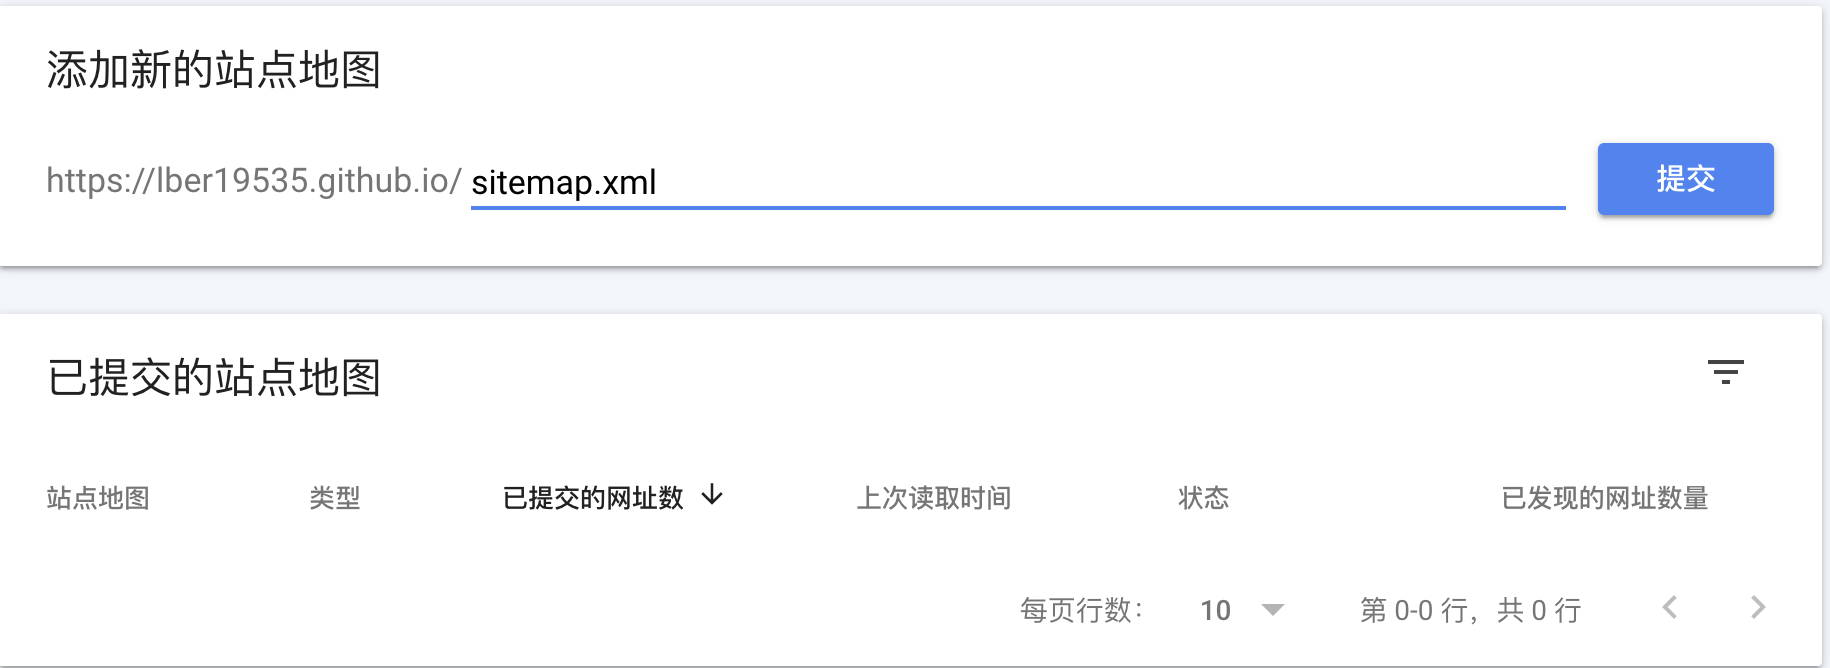 添加新的站点地图
https://lber19535.github.io/ sitemap.xml
提交
已提交的站点地图
站点地图 类型 已提交的网址数 上次读取时间 状态 已发现的网址数量
每页行数： 10 第 0-0 行，共 0 行